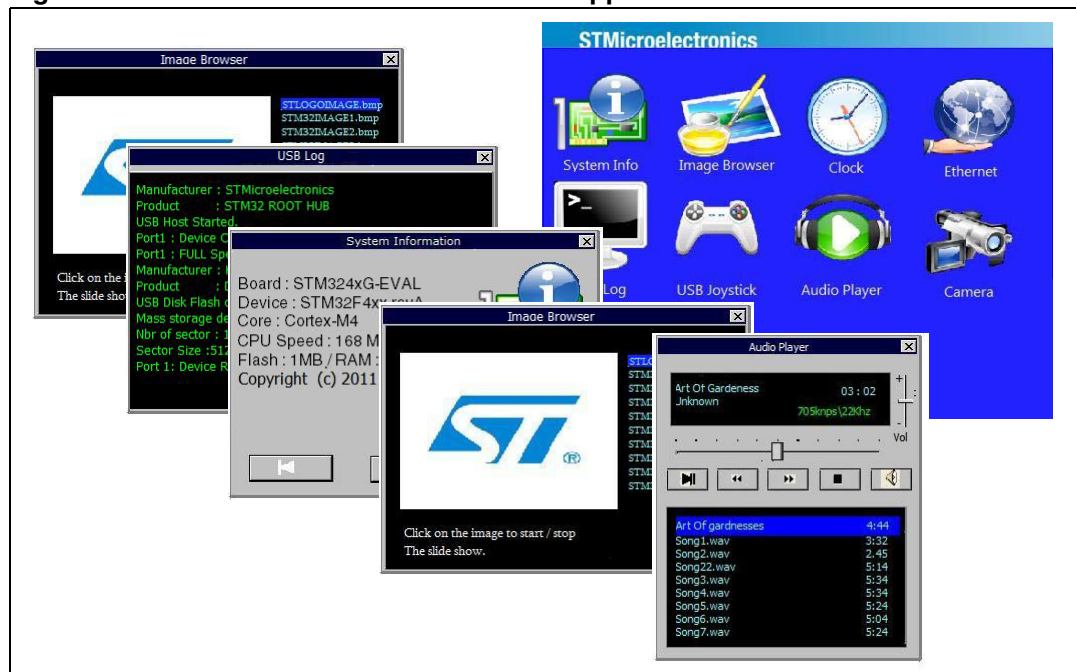 Image Browser
STLOGOIMAGE.bmp
STM32IMAGE1.bmp
STM32IMAGE2.bmp
Click on the
The slide
USB Log
Manufacturer : STMicroelectronics
Product : STM32 ROOT HUB
USB Host Started.
Port1 : Device
Port1 : FULL
Manufacturer :
Product :
USB Disk Flash
Mass storage
Nbr of sector :
Sector Size :512
Port 1: Device
System Information
Board : STM324xG-EVAL
Device : STM32F4xx
Core : Cortex-M4
CPU Speed : 168
Flash : 1MB / RAM :
Copyright (c) 2011
Image Browser
ST
®
Click on the image to start / stop
The slide show.
STMicroelectronics
System Info
Image Browser
Clock
Ethernet
>_
Log
USB Joystick
Audio Player
Camera
Audio Player
Art Of Gardeness
03 : 02
Jnknown
705knps\22Khz
+
-
Vol
Art Of gardnesses 4:44
Song1.wav 3:32
Song2.wav 2.45
Song22.wav 5:14
Song3.wav 5:34
Song4.wav 5:34
Song5.wav 5:24
Song6.wav 5:04
Song7.wav 5:24